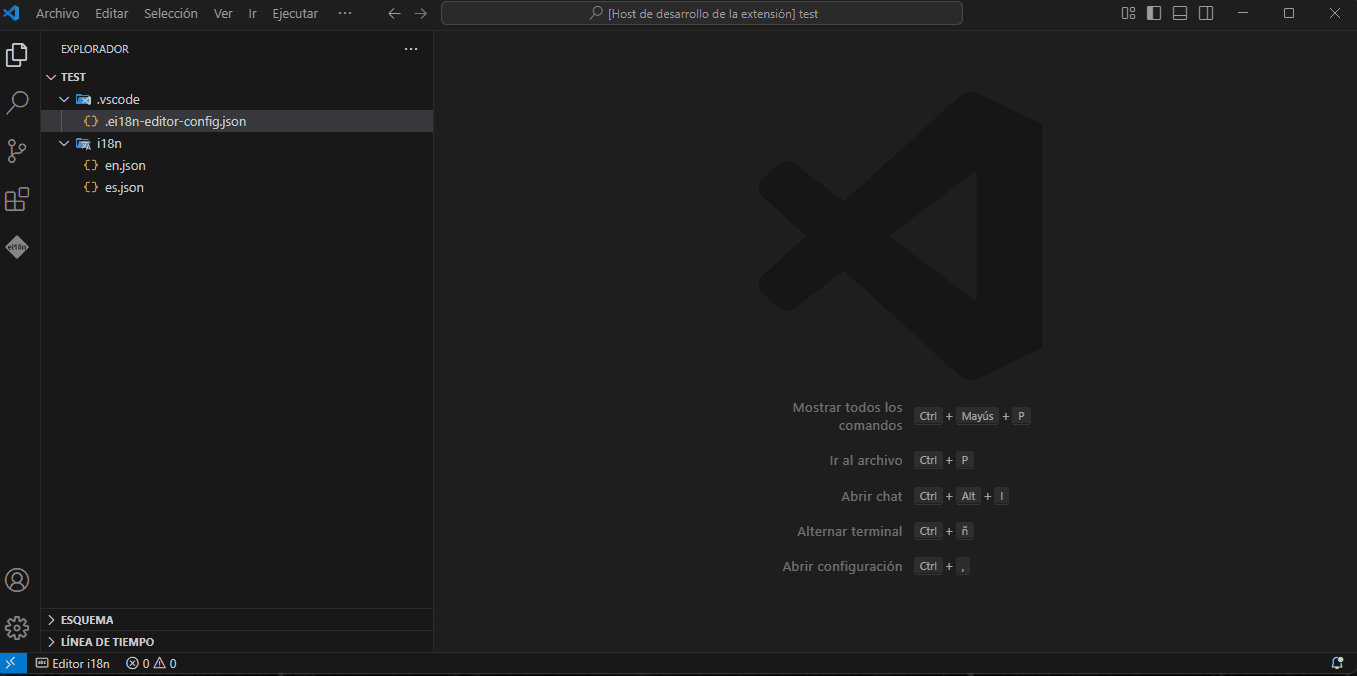 Archivo Editar Selección Ver Ir Ejecutar ··· [Host de desarrollo de la extensión] test
EXPLORADOR
TEST
.vscode
{} .ei18n-editor-config.json
i18n
{} en.json
{} es.json
ei18n
Mostrar todos los
comandos Ctrl + Mayús + P
Ir al archivo Ctrl + P
Abrir chat Ctrl + Alt + I
Alternar terminal Ctrl + ñ
Abrir configuración Ctrl + ,
ESQUEMA
LÍNEA DE TIEMPO
Editor i18n 0 0